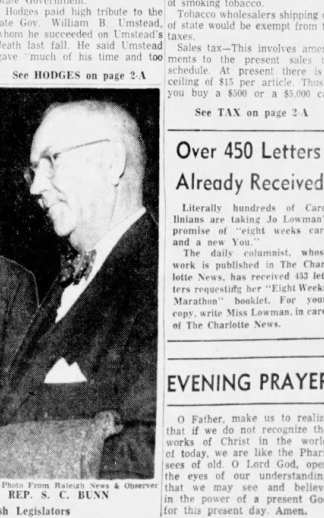 State Government.
Hodges paid high tribute to the
late Gov. William B. Umstead,
whom he succeeded on Umstead's
death last fall. He said Umstead
gave "much of his time and too
See HODGES on page 2-A
Photo From Raleigh News & Observer
REP. S. C. BUNN
sh Legislators
of smoking tobacco.
Tobacco wholesalers shipping o
of state would be exempt from t
taxes.
Sales tax—This involves amen
ments to the present sales t
schedule. At present there is
ceiling of $15 per article. Thus
you buy a $500 or a $5,000 c
See TAX on page 2-A
Over 450 Letters
Already Received
Literally hundreds of Caro
linians are taking Jo Lowman'
promise of "eight weeks car
and a new You."
The daily columnist, whos
work is published in The Char
lotte News, has received 453 let
ters requesting her "Eight Week
Marathon" booklet. For your
copy, write Miss Lowman, in care
of The Charlotte News.
EVENING PRAYER
O Father, make us to realiz
that if we do not recognize th
works of Christ in the world
of today, we are like the Phari
sees of old. O Lord God, open
the eyes of our understanding
that we may see and believe
in the power of a present God
for this present day. Amen.